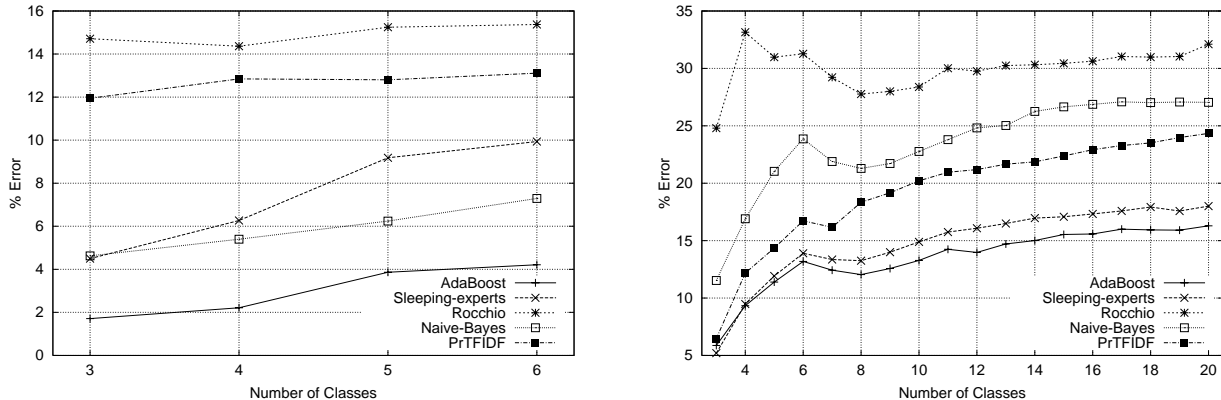 16
14
12
10
8
6
4
2
0
% Error
3
4
5
6
Number of Classes
AdaBoost
Sleeping-experts
Rocchio
Naive-Bayes
PrTFIDF
35
30
25
20
15
10
5
% Error
4
6
8
10
12
14
16
18
20
Number of Classes
AdaBoost
Sleeping-experts
Rocchio
Naive-Bayes
PrTFIDF